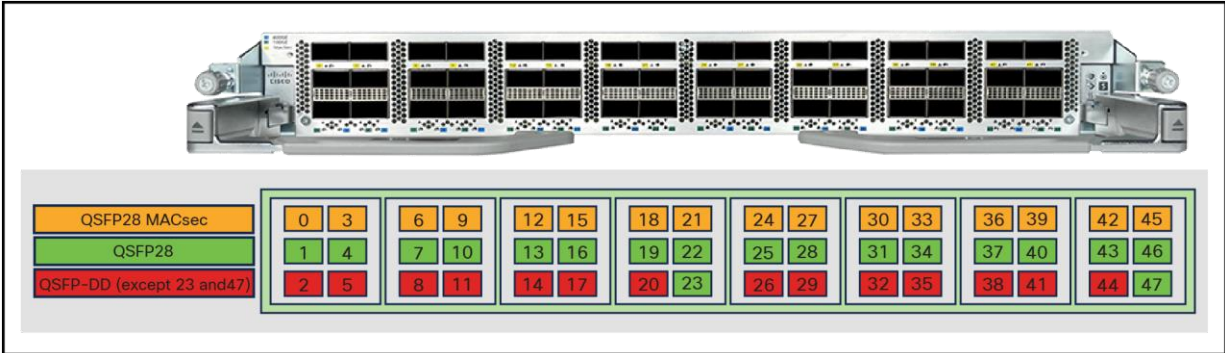 CISCO
QSFP28 MACsec 0 3 6 9 12 15 18 21 24 27 30 33 36 39 42 45
QSFP28 1 4 7 10 13 16 19 22 25 28 31 34 37 40 43 46
QSFP-DD (except 23 and47) 2 5 8 11 14 17 20 23 26 29 32 35 38 41 44 47